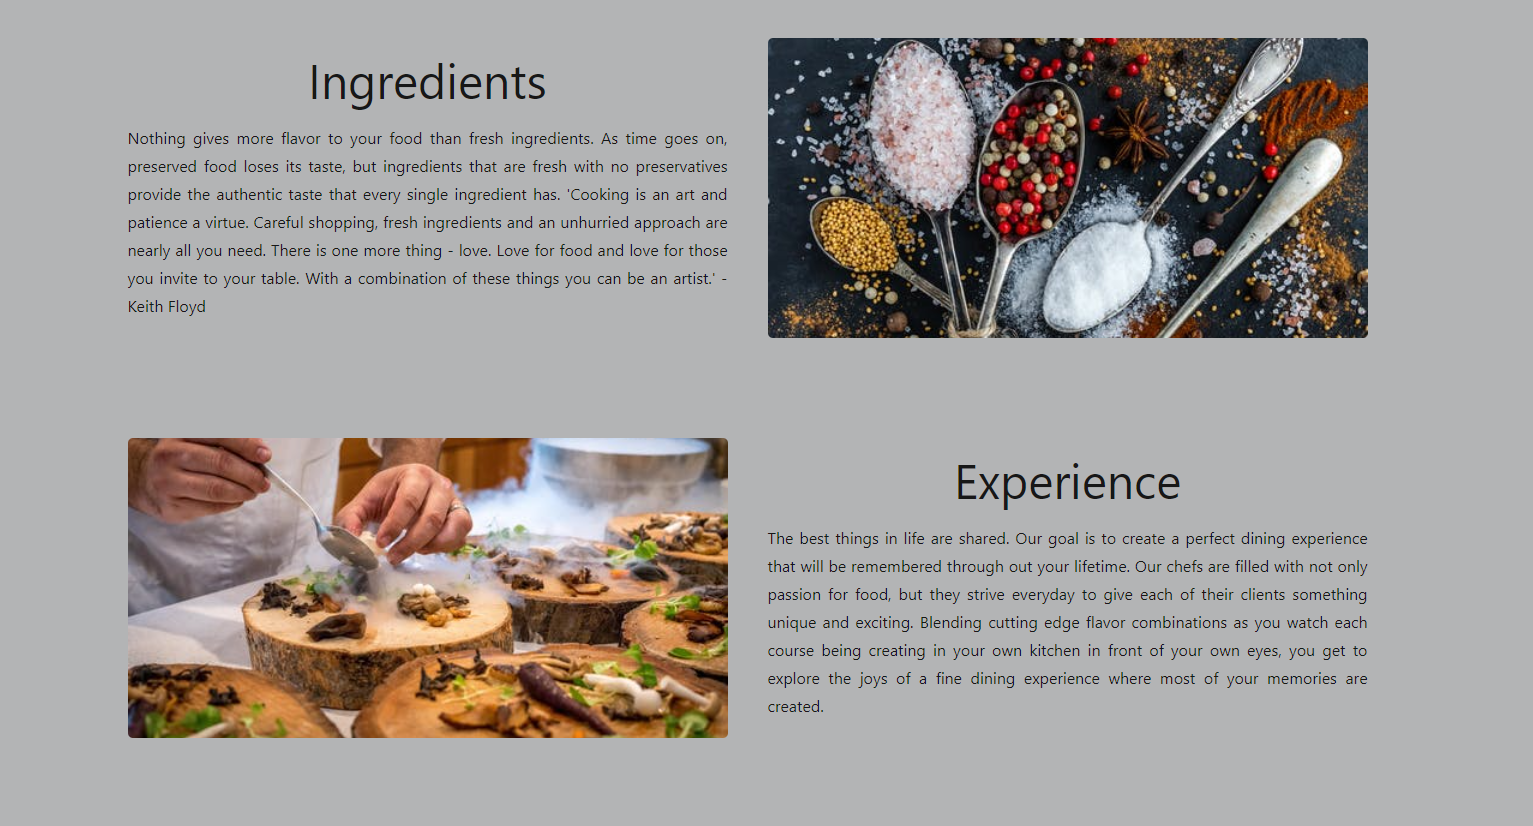 Ingredients
Nothing gives more flavor to your food than fresh ingredients. As time goes on,
preserved food loses its taste, but ingredients that are fresh with no preservatives
provide the authentic taste that every single ingredient has. 'Cooking is an art and
patience a virtue. Careful shopping, fresh ingredients and an unhurried approach are
nearly all you need. There is one more thing - love. Love for food and love for those
you invite to your table. With a combination of these things you can be an artist.' -
Keith Floyd
Experience
The best things in life are shared. Our goal is to create a perfect dining experience
that will be remembered through out your lifetime. Our chefs are filled with not only
passion for food, but they strive everyday to give each of their clients something
unique and exciting. Blending cutting edge flavor combinations as you watch each
course being creating in your own kitchen in front of your own eyes, you get to
explore the joys of a fine dining experience where most of your memories are
created.